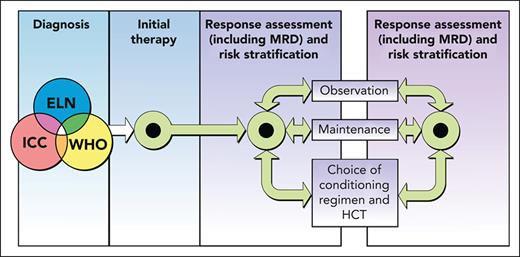 Diagnosis
Initial
therapy
Response assessment
(including MRD) and
risk stratification
Response assessment
(including MRD) and
risk stratification
ELN
ICC
WHO
Observation
Maintenance
Choice of
conditioning
regimen and
HCT